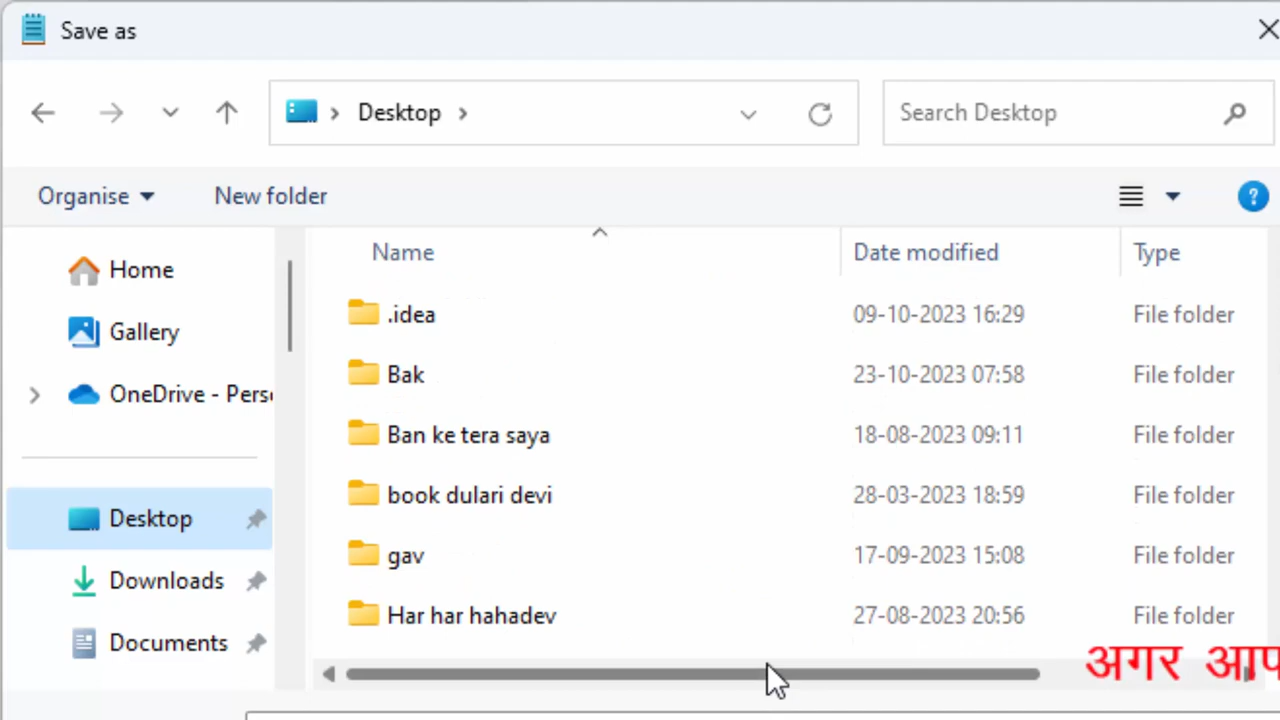 Save as
Desktop
Search Desktop
Organise New folder
?
Name Date modified Type
Home
Gallery
OneDrive - Pers
Desktop
Downloads
Documents
.idea 09-10-2023 16:29 File folder
Bak 23-10-2023 07:58 File folder
Ban ke tera saya 18-08-2023 09:11 File folder
book dulari devi 28-03-2023 18:59 File folder
gav 17-09-2023 15:08 File folder
Har har hahadev 27-08-2023 20:56 File folder
अगर आप